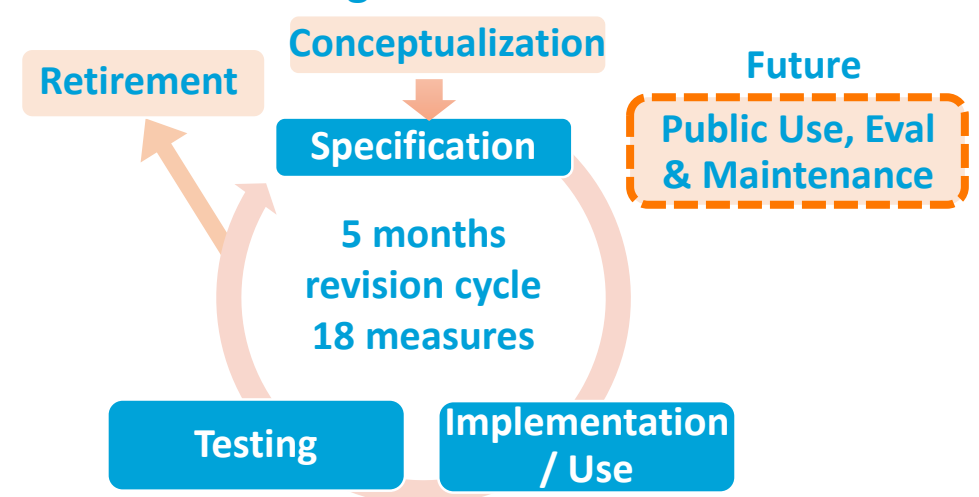 Conceptualization
Retirement
Future
Public Use, Eval
& Maintenance
Specification
5 months
revision cycle
18 measures
Testing
Implementation
/ Use